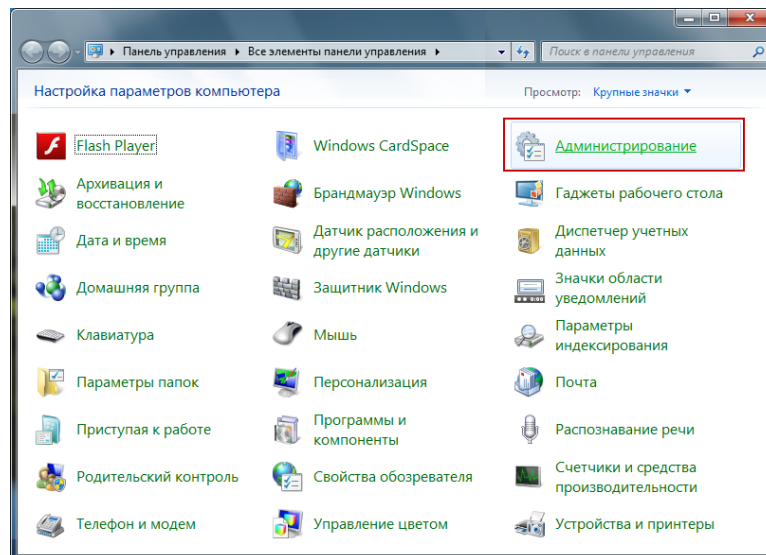 Панель управления ▸ Все элементы панели управления ▸
Поиск в панели управления
Настройка параметров компьютера
Просмотр: Крупные значки
Flash Player
Windows CardSpace
Администрирование
Архивация и
восстановление
Брандмауэр Windows
Гаджеты рабочего стола
Дата и время
Датчик расположения и
другие датчики
Диспетчер учетных
данных
Домашняя группа
Защитник Windows
Значки области
уведомлений
Клавиатура
Мышь
Параметры
индексирования
Параметры папок
Персонализация
Почта
Приступая к работе
Программы и
компоненты
Распознавание речи
Родительский контроль
Свойства обозревателя
Счетчики и средства
производительности
Телефон и модем
Управление цветом
Устройства и принтеры